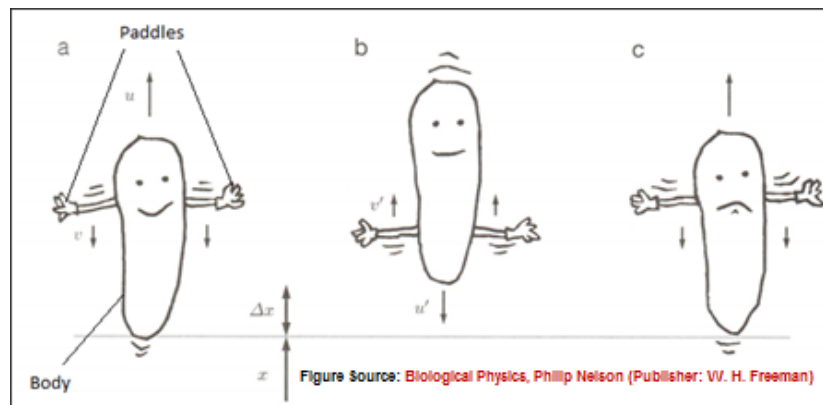 Paddles
a
b
c
u
v
v′
Δx
u′
x
Body
Figure Source: Biological Physics, Philip Nelson (Publisher: W. H. Freeman)